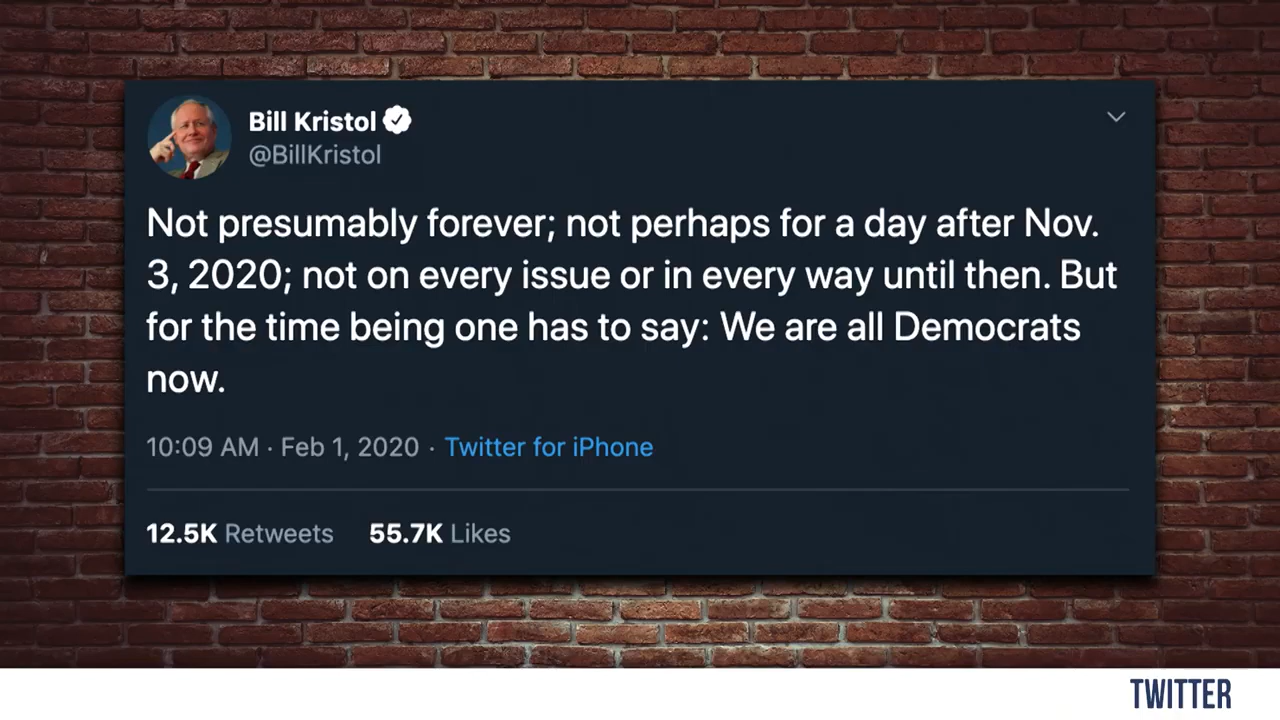 Bill Kristol
@BillKristol
Not presumably forever; not perhaps for a day after Nov.
3, 2020; not on every issue or in every way until then. But
for the time being one has to say: We are all Democrats
now.
10:09 AM · Feb 1, 2020 · Twitter for iPhone
12.5K Retweets 55.7K Likes
TWITTER